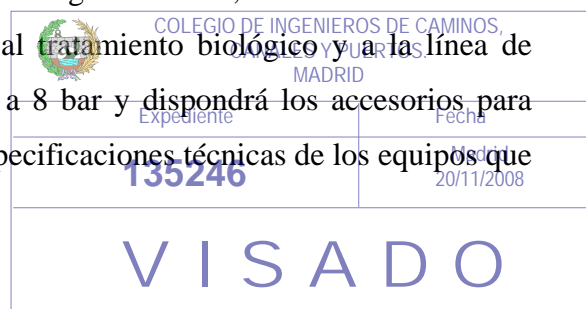 COLEGIO DE INGENIEROS DE CAMINOS,
al tratamiento biológico y a la línea de
CANALES Y PUERTOS.
MADRID
a 8 bar y dispondrá los accesorios para
Expediente Fecha
pecificaciones técnicas de los equipos que
135246 Madrid
20/11/2008
VISADO